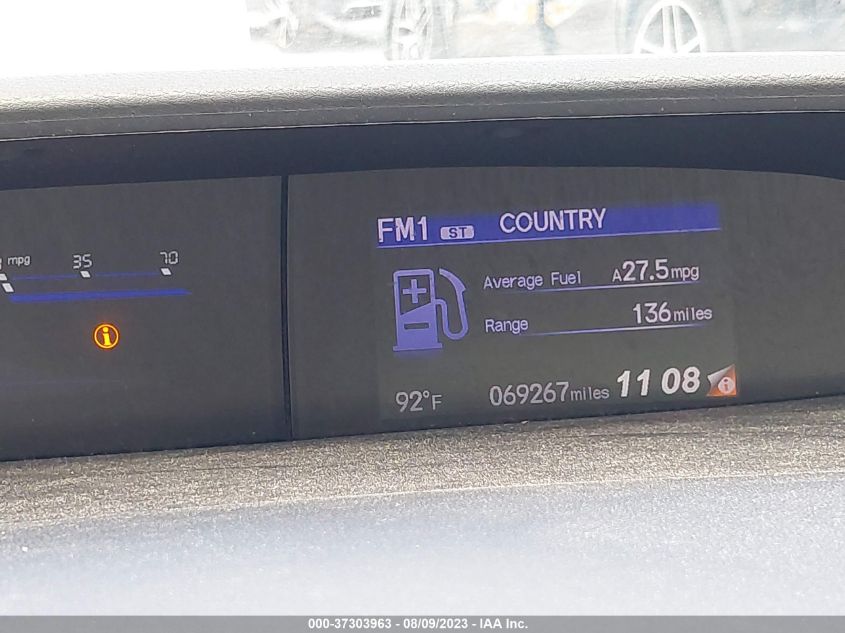 FM1 ST COUNTRY
mpg 35 70
Average Fuel A27.5mpg
Range 136miles
92°F 069267miles 11 08
000-37303963 - 08/09/2023 - IAA Inc.